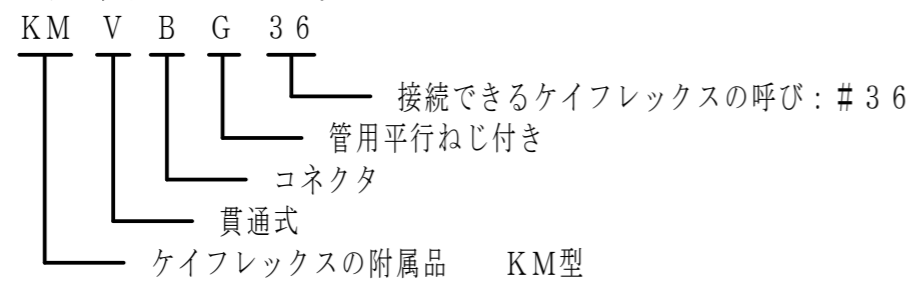 ＫＭ Ｖ Ｂ Ｇ ３６
接続できるケイフレックスの呼び：＃３６
管用平行ねじ付き
コネクタ
貫通式
ケイフレックスの附属品　ＫＭ型